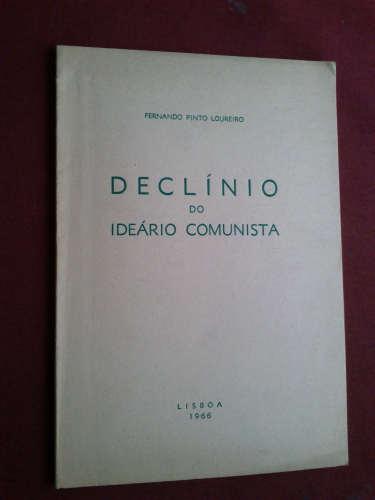 FERNANDO PINTO LOUREIRO
DECLÍNIO
DO
IDEÁRIO COMUNISTA
LISBOA
1966